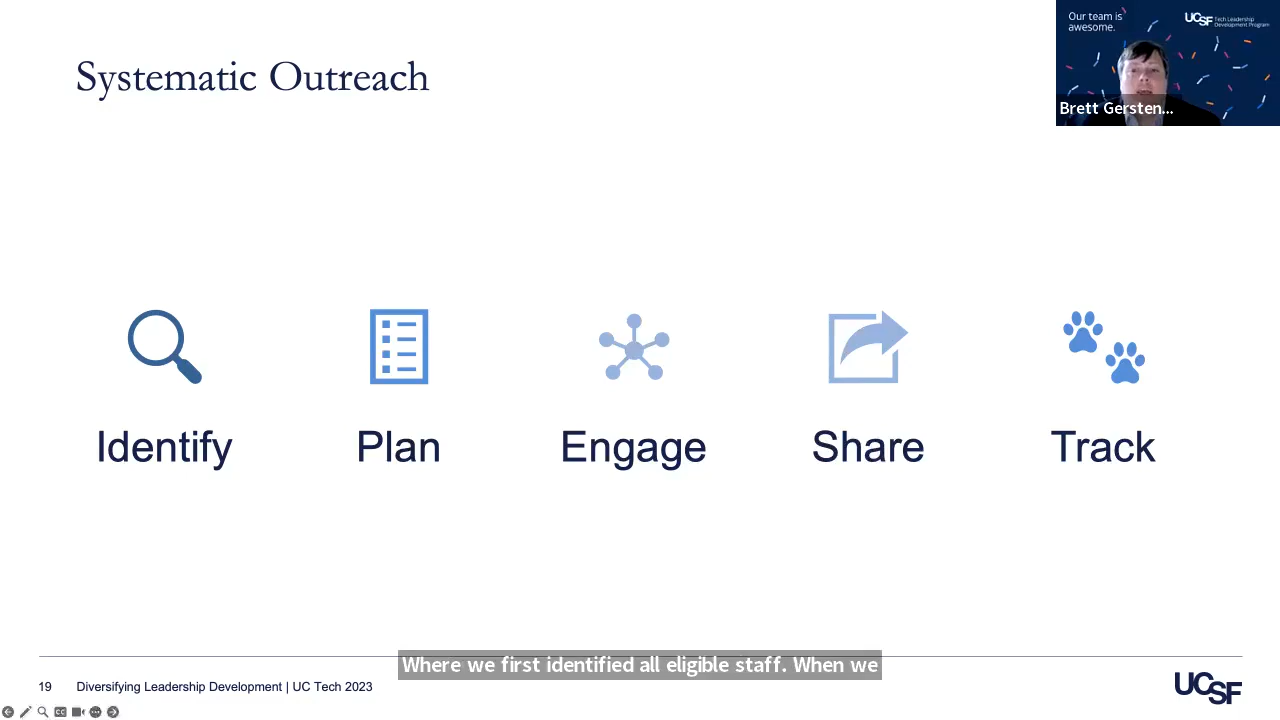 Systematic Outreach
Our team is
awesome.
UCSF Tech Leadership
Development Program
Brett Gersten...
Identify
Plan
Engage
Share
Track
Where we first identified all eligible staff. When we
19
Diversifying Leadership Development | UC Tech 2023
UCSF